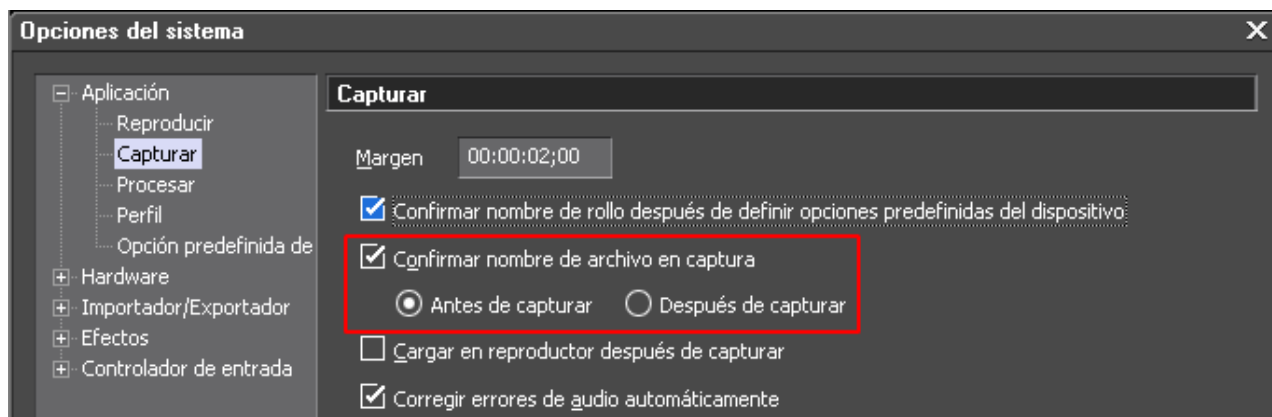 Opciones del sistema
Aplicación
Reproducir
Capturar
Procesar
Perfil
Opción predefinida de
Hardware
Importador/Exportador
Efectos
Controlador de entrada
Capturar
Margen 00:00:02;00
Confirmar nombre de rollo después de definir opciones predefinidas del dispositivo
Confirmar nombre de archivo en captura
Antes de capturar Después de capturar
Cargar en reproductor después de capturar
Corregir errores de audio automáticamente